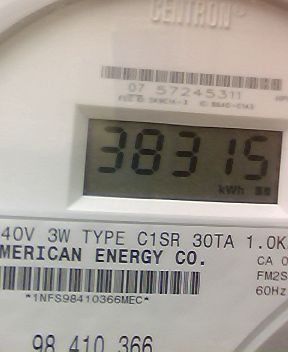 CENTRON
07 57245311
38315
kWh
40V 3W TYPE C1SR 30TA 1.0K
MERICAN ENERGY CO.
CA 0
FM2S
60Hz
*1NFS98410366MEC*
98 410 366